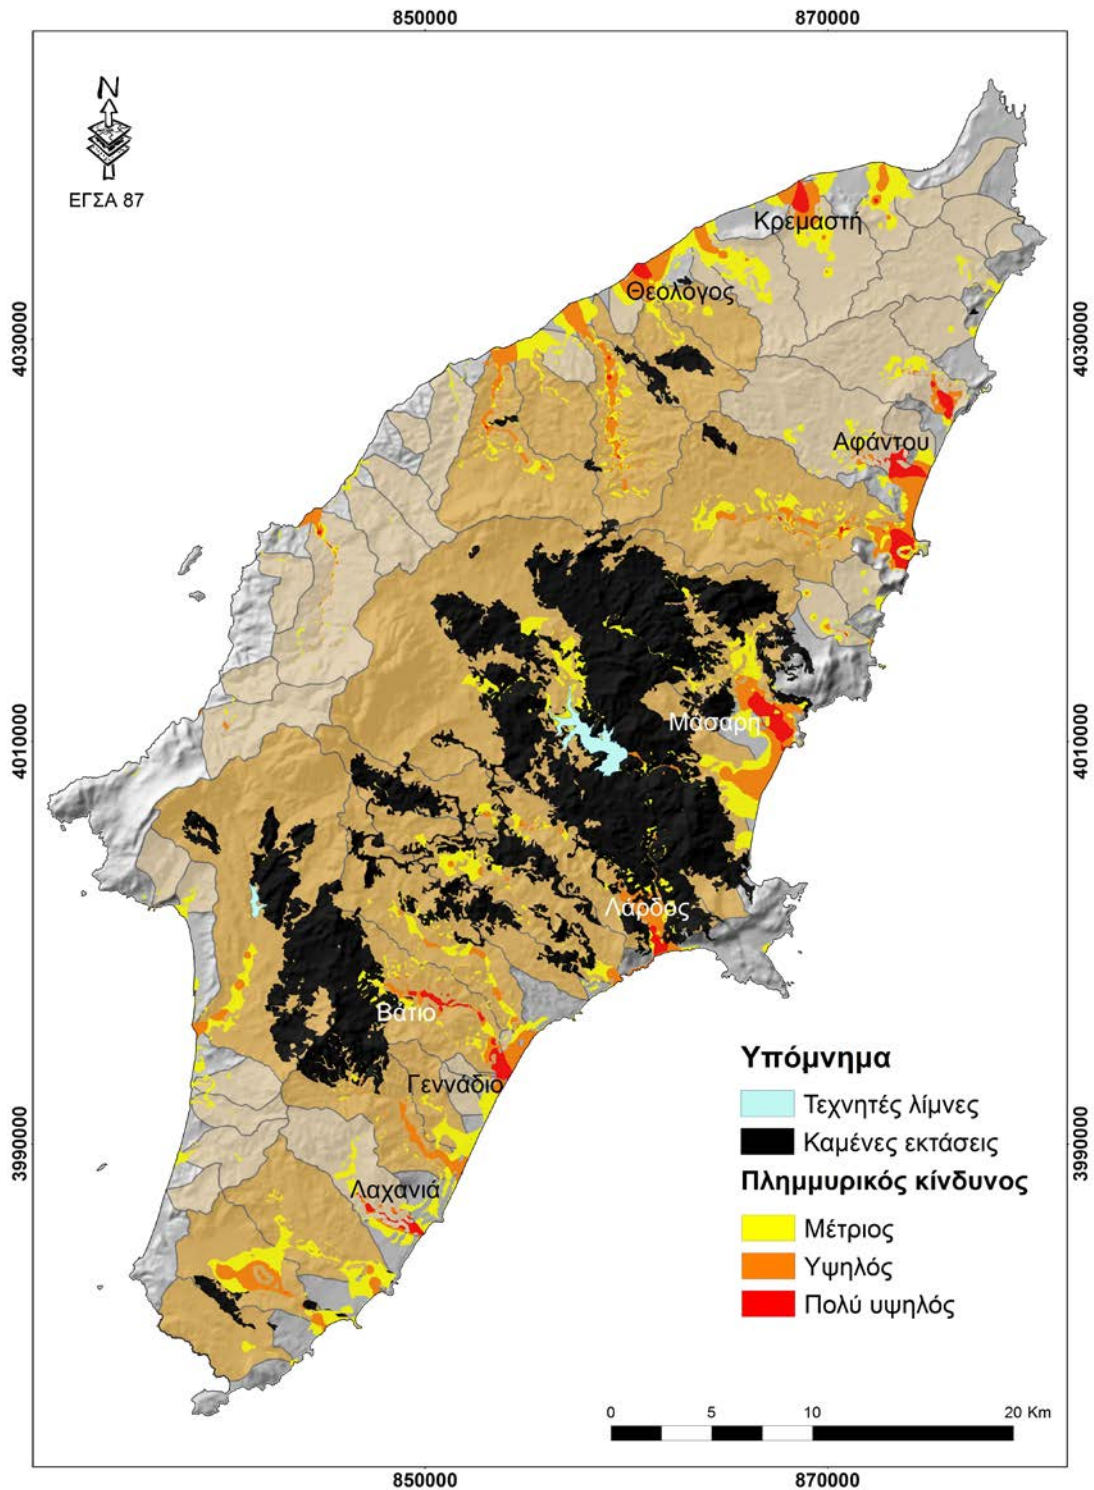 850000
870000
N
ΕΓΣΑ 87
Κρεμαστή
Θεολόγος
4030000
4030000
Αφάντου
Μάσαρη
4010000
4010000
Λάρδος
Βάτιο
Γεννάδιο
Λαχανιά
3990000
3990000
Υπόμνημα
Τεχνητές λίμνες
Καμένες εκτάσεις
Πλημμυρικός κίνδυνος
Μέτριος
Υψηλός
Πολύ υψηλός
0 5 10 20 Km
850000
870000